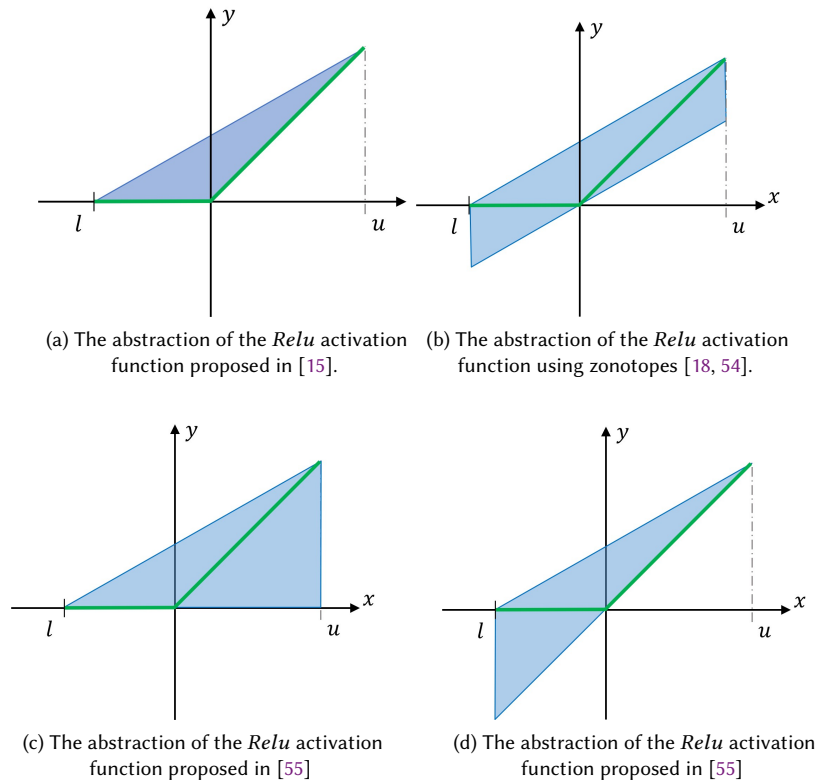 y
l
u
(a) The abstraction of the Relu activation
function proposed in [15].
y
x
l
u
(b) The abstraction of the Relu activation
function using zonotopes [18, 54].
y
x
l
u
(c) The abstraction of the Relu activation
function proposed in [55]
y
x
l
u
(d) The abstraction of the Relu activation
function proposed in [55]